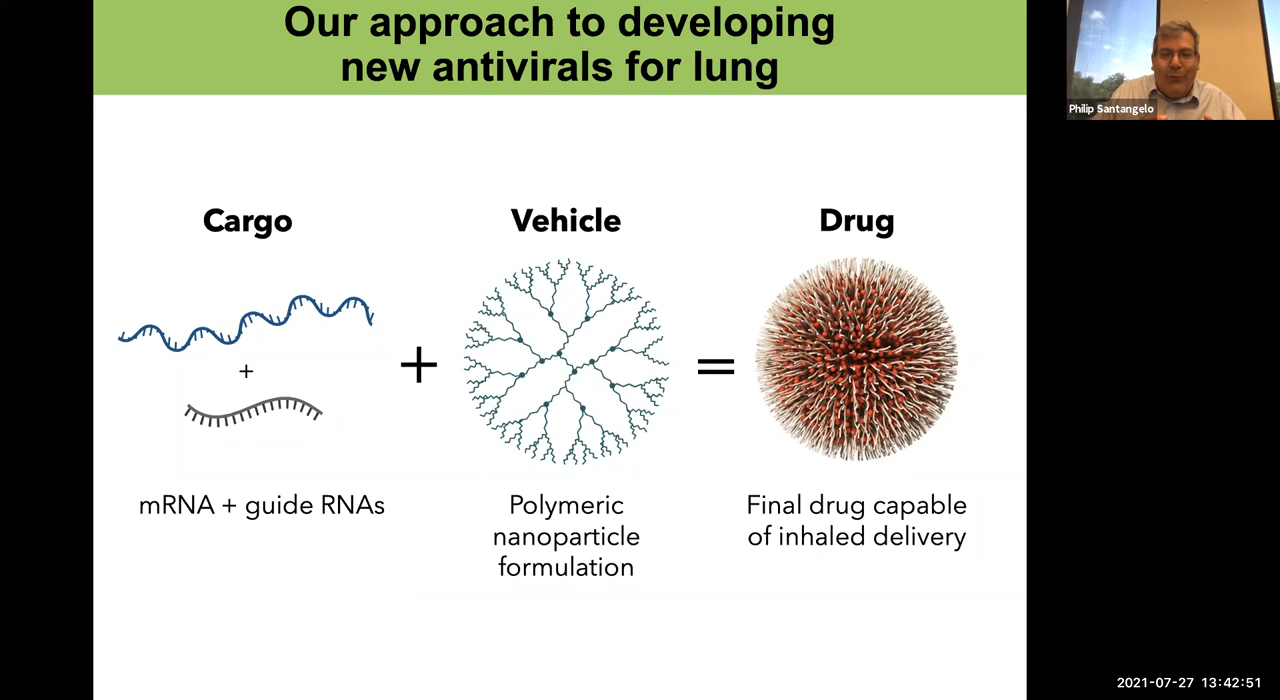 Our approach to developing
new antivirals for lung
Philip Santangelo
Cargo
Vehicle
Drug
+
+
=
mRNA + guide RNAs
Polymeric
nanoparticle
formulation
Final drug capable
of inhaled delivery
2021-07-27 13:42:51